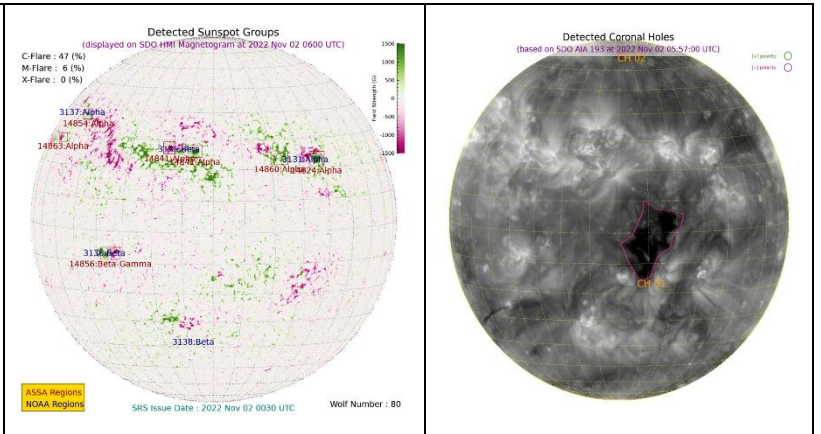 Detected Sunspot Groups
(displayed on SDO HMI Magnetogram at 2022 Nov 02 0600 UTC)
C-Flare : 47 (%)
M-Flare : 6 (%)
X-Flare : 0 (%)
1500
1000
500
0
-500
-1000
-1500
Field Strength (G)
3137:Alpha
14854:Alpha
14863:Alpha
14841:Alpha
3131:Alpha
14860:Alpha
14824:Alpha
14856:Beta-Gamma
3138:Beta
ASSA Regions
NOAA Regions
SRS Issue Date : 2022 Nov 02 0030 UTC
Wolf Number : 80
Detected Coronal Holes
(based on SDO AIA 193 at 2022 Nov 02 05:57:00 UTC)
CH 02
[+] polarity
[-] polarity
CH 01